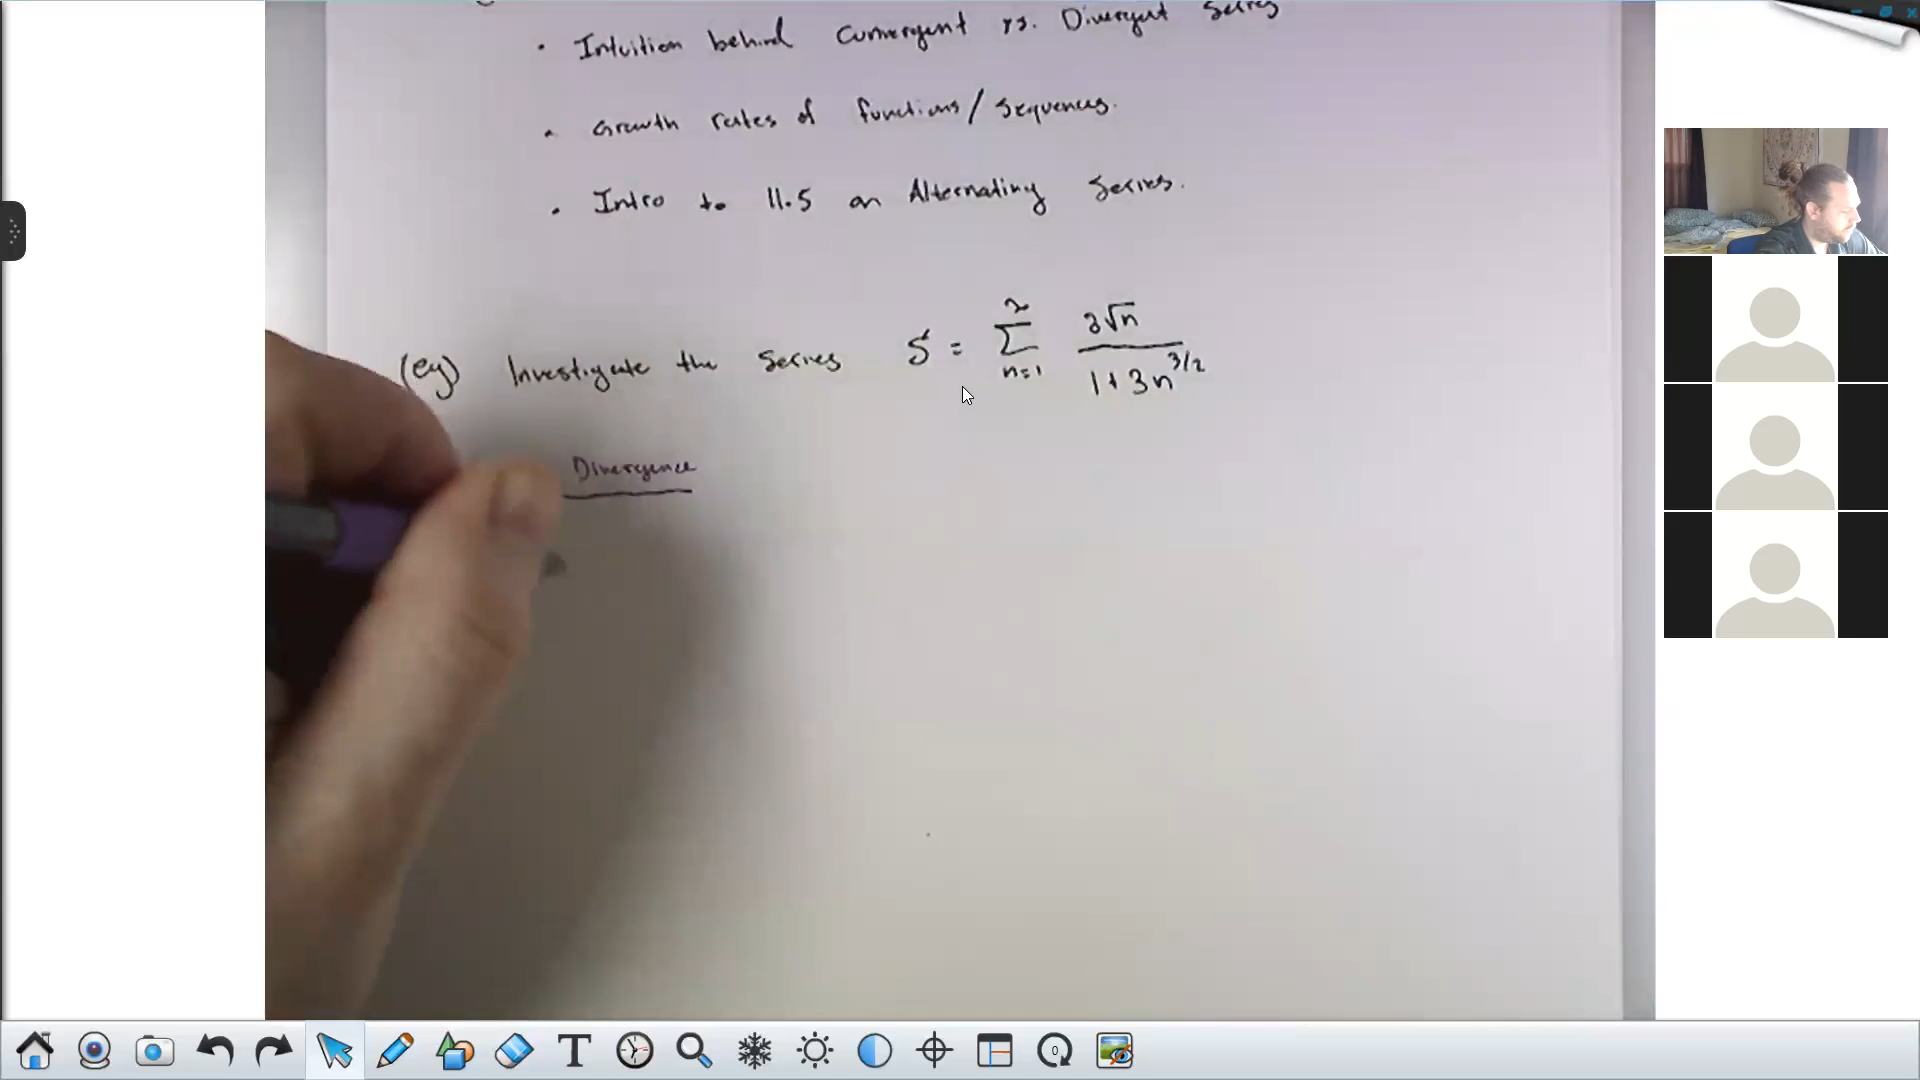 • Intuition behind Convergent vs. Divergent Series
• Growth rates of functions/sequences.
• Intro to 11.5 on Alternating Series.
(eg) Investigate the series S = ∑ n=1 3√n / 1+3n^3/2
Divergence
T
0